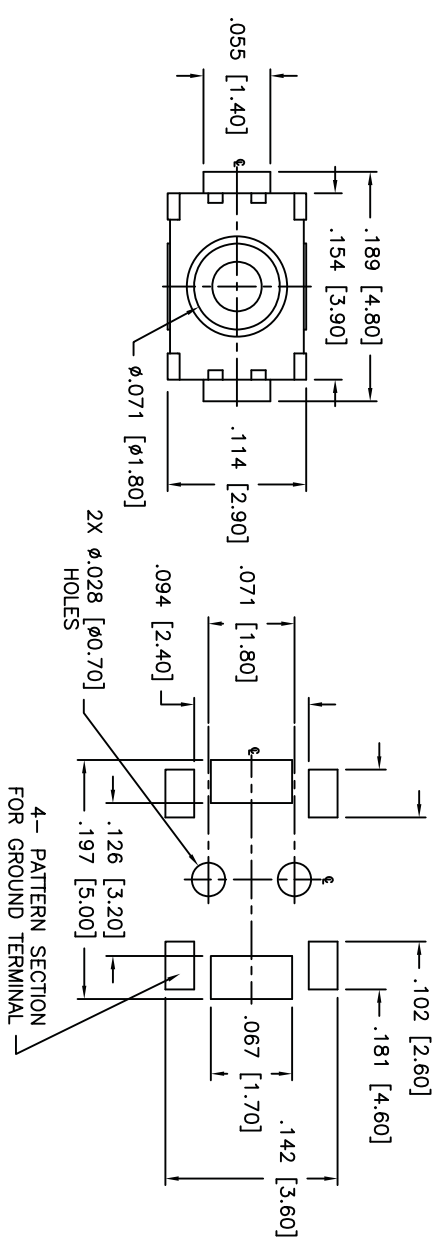 .055 [1.40]
.189 [4.80]
.154 [3.90]
ø.071 [ø1.80]
.114 [2.90]
2X ø.028 [ø0.70]
HOLES
.094 [2.40]
.071 [1.80]
4- PATTERN SECTION
FOR GROUND TERMINAL
.126 [3.20]
.197 [5.00]
.067 [1.70]
.142 [3.60]
.102 [2.60]
.181 [4.60]